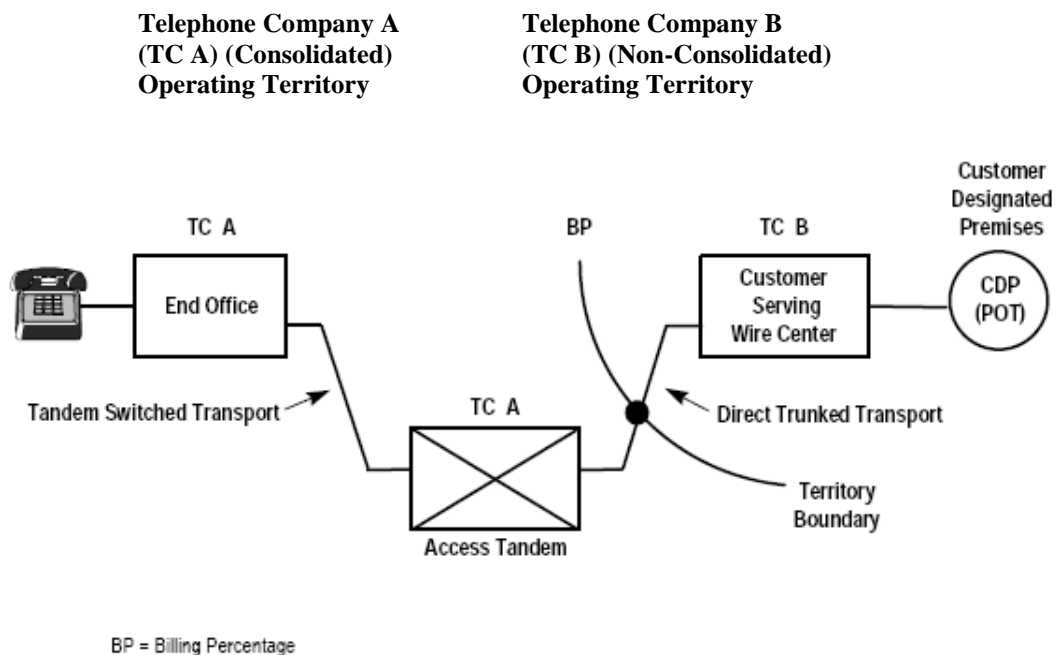 Telephone Company A
(TC A) (Consolidated)
Operating Territory
Telephone Company B
(TC B) (Non-Consolidated)
Operating Territory
Customer
Designated
Premises
TC A
BP
TC B
End Office
Customer
Serving
Wire Center
CDP
(POT)
Tandem Switched Transport
TC A
Direct Trunked Transport
Territory
Boundary
Access Tandem
BP = Billing Percentage